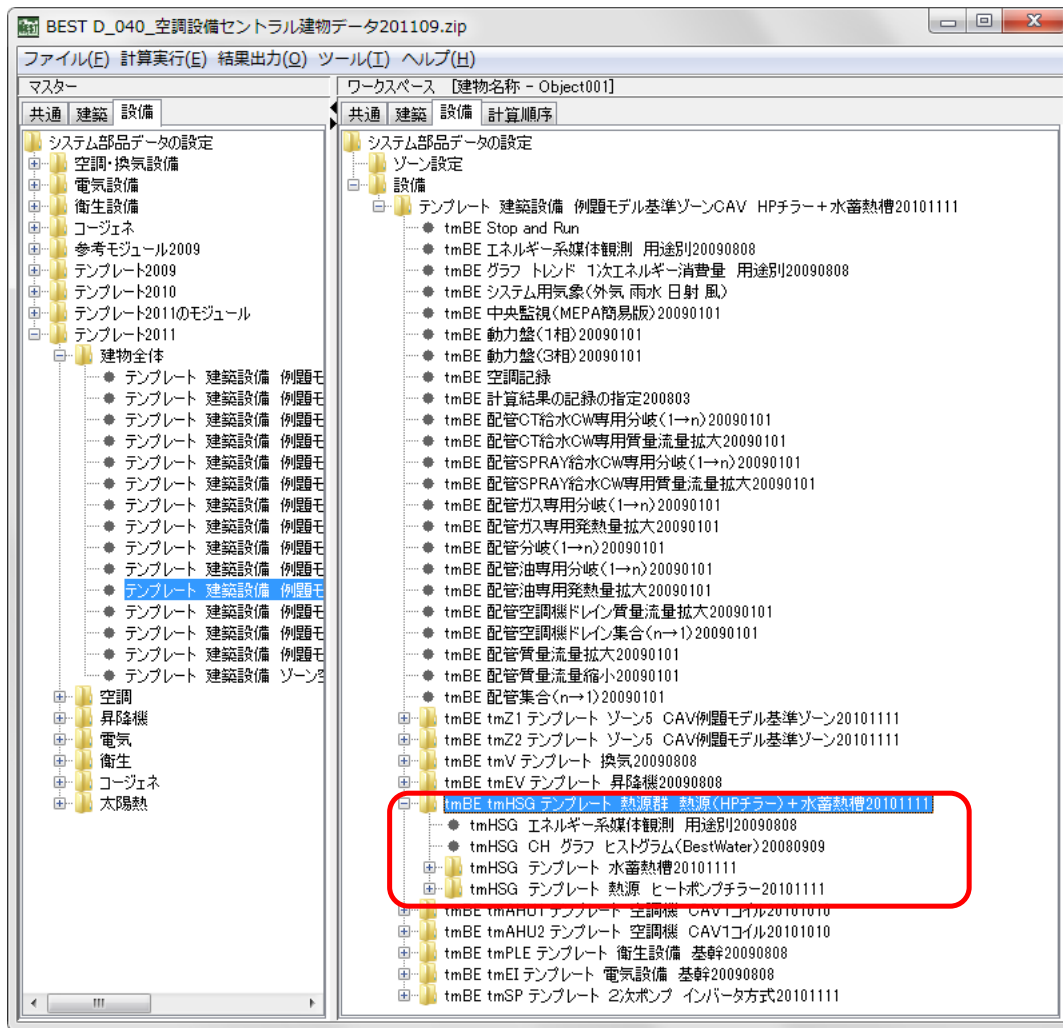 BEST D_040_空調設備セントラル建物データ201109.zip
ファイル(F) 計算実行(E) 結果出力(O) ツール(T) ヘルプ(H)
マスター
共通 建築 設備
システム部品データの設定
空調・換気設備
電気設備
衛生設備
コージェネ
参考モジュール2009
テンプレート2009
テンプレート2010
テンプレート2011のモジュール
テンプレート2011
建物全体
テンプレート 建築設備 例題モ
テンプレート 建築設備 例題モ
テンプレート 建築設備 例題モ
テンプレート 建築設備 例題モ
テンプレート 建築設備 例題モ
テンプレート 建築設備 例題モ
テンプレート 建築設備 例題モ
テンプレート 建築設備 例題モ
テンプレート 建築設備 例題モ
テンプレート 建築設備 例題モ
テンプレート 建築設備 例題モ
テンプレート 建築設備 例題モ
テンプレート 建築設備 例題モ
テンプレート 建築設備 例題モ
テンプレート 建築設備 ゾーン空
空調
昇降機
電気
衛生
コージェネ
太陽熱
ワークスペース [建物名称 - Object001]
共通 建築 設備 計算順序
システム部品データの設定
ゾーン設定
設備
テンプレート 建築設備 例題モデル基準ゾーンCAV HPチラー+水蓄熱槽20101111
tmBE Stop and Run
tmBE エネルギー系媒体観測 用途別20090808
tmBE グラフ トレンド 1次エネルギー消費量 用途別20090808
tmBE システム用気象(外気 雨水 日射 風)
tmBE 中央監視(MEPA簡易版)20090101
tmBE 動力盤(1相)20090101
tmBE 動力盤(3相)20090101
tmBE 空調記録
tmBE 計算結果の記録の指定200803
tmBE 配管CT給水CW専用分岐(1→n)20090101
tmBE 配管CT給水CW専用質量流量拡大20090101
tmBE 配管SPRAY給水CW専用分岐(1→n)20090101
tmBE 配管SPRAY給水CW専用質量流量拡大20090101
tmBE 配管ガス専用分岐(1→n)20090101
tmBE 配管ガス専用発熱量拡大20090101
tmBE 配管分岐(1→n)20090101
tmBE 配管油専用分岐(1→n)20090101
tmBE 配管油専用発熱量拡大20090101
tmBE 配管空調機ドレイン質量流量拡大20090101
tmBE 配管空調機ドレイン集合(n→1)20090101
tmBE 配管質量流量拡大20090101
tmBE 配管質量流量縮小20090101
tmBE 配管集合(n→1)20090101
tmBE tmZ1 テンプレート ゾーン5 CAV例題モデル基準ゾーン20101111
tmBE tmZ2 テンプレート ゾーン5 CAV例題モデル基準ゾーン20101111
tmBE tmV テンプレート 換気20090808
tmBE tmEV テンプレート 昇降機20090808
tmBE tmHSG テンプレート 熱源群 熱源(HPチラー)+水蓄熱槽20101111
tmHSG エネルギー系媒体観測 用途別20090808
tmHSG CH グラフ ヒストグラム(BestWater)20080909
tmHSG テンプレート 水蓄熱槽20101111
tmHSG テンプレート 熱源 ヒートポンプチラー20101111
tmBE tmAHU1 テンプレート 空調機 CAV1コイル20101010
tmBE tmAHU2 テンプレート 空調機 CAV1コイル20101010
tmBE tmPLE テンプレート 衛生設備 基幹20090808
tmBE tmEI テンプレート 電気設備 基幹20090808
tmBE tmSP テンプレート 2次ポンプ インバータ方式20101111